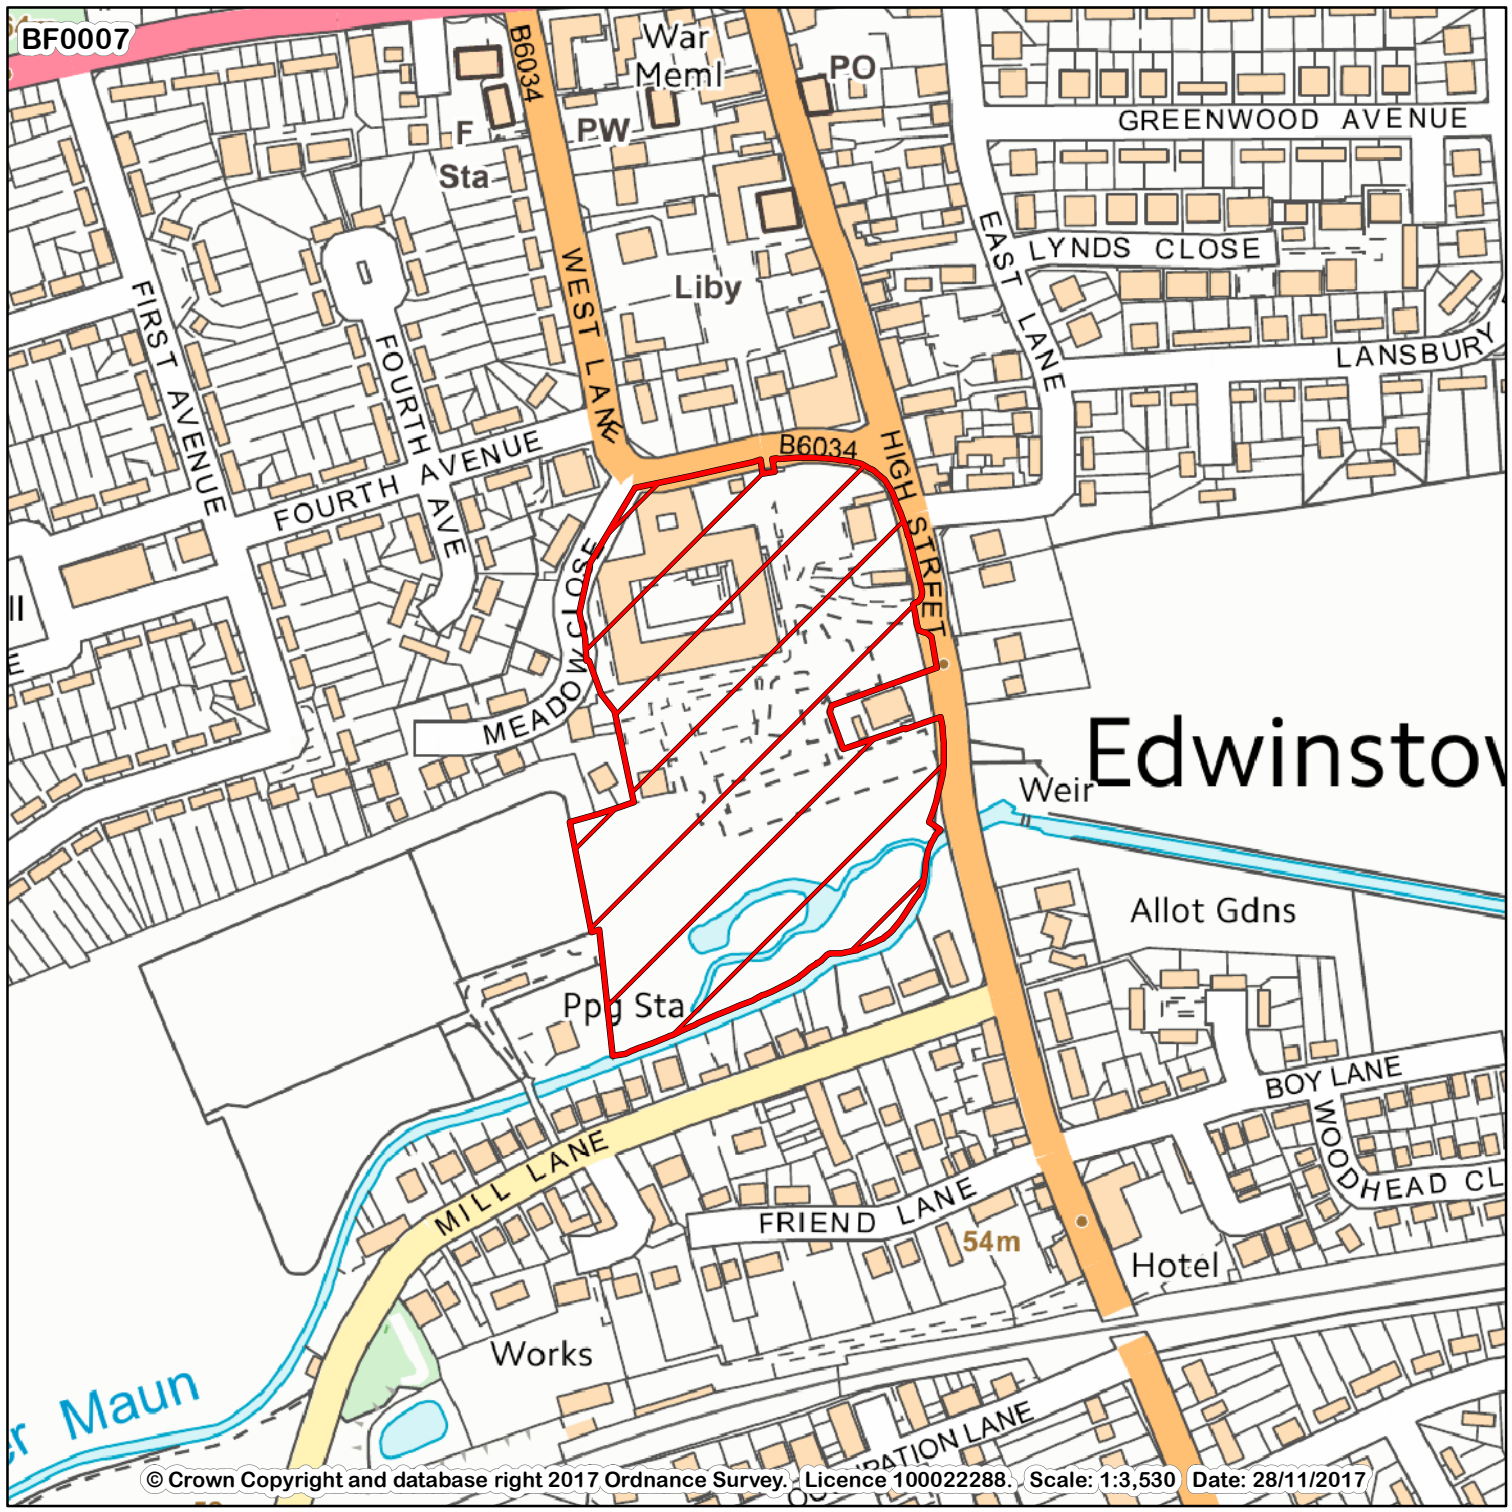 BF0007
B6034
War
Meml
PO
F
Sta
PW
GREENWOOD AVENUE
EAST LANE
LYNDS CLOSE
Liby
WEST LANE
FIRST AVENUE
FOURTH
AVE
LANSBURY
FOURTH AVENUE
B6034
HIGH STREET
MEADOW CLOSE
Edwinstow
Weir
Allot Gdns
Ppg Sta
BOY LANE
WOODHEAD CL
MILL LANE
FRIEND LANE
54m
Hotel
Works
er Maun
PATION LANE
© Crown Copyright and database right 2017 Ordnance Survey. Licence 100022288. Scale: 1:3,530 Date: 28/11/2017